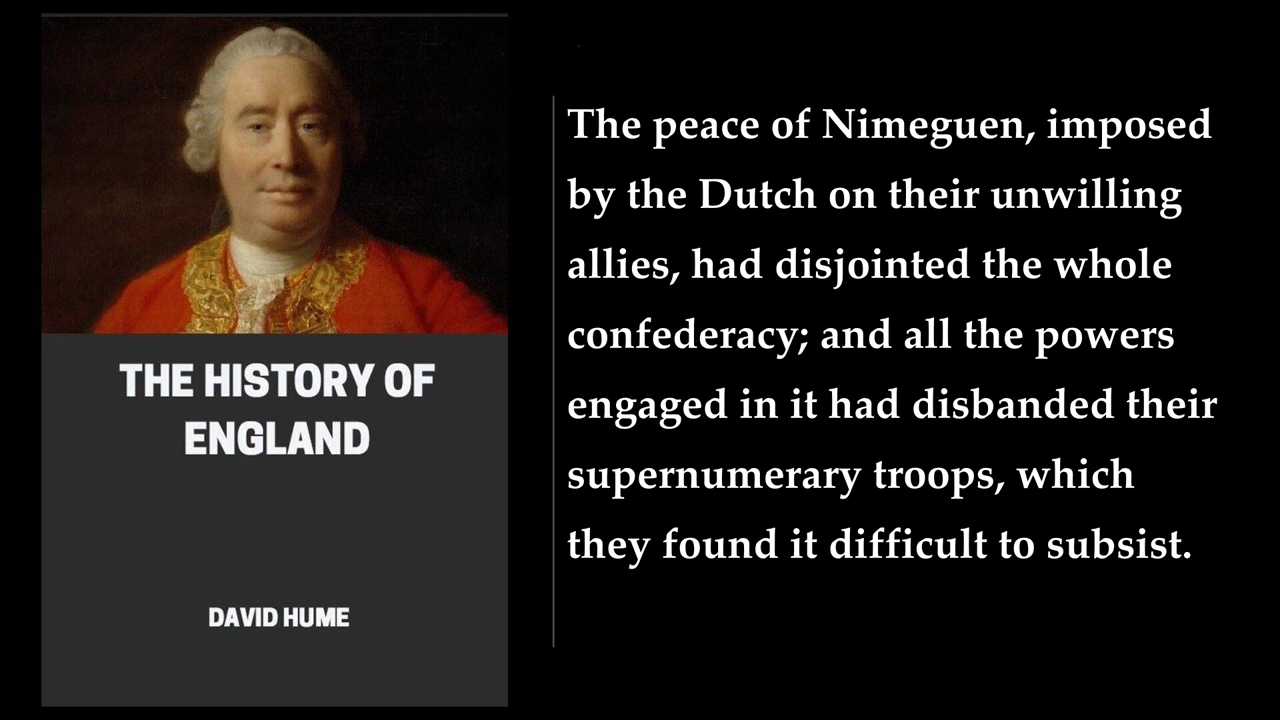 THE HISTORY OF
ENGLAND
DAVID HUME
The peace of Nimeguen, imposed
by the Dutch on their unwilling
allies, had disjointed the whole
confederacy; and all the powers
engaged in it had disbanded their
supernumerary troops, which
they found it difficult to subsist.